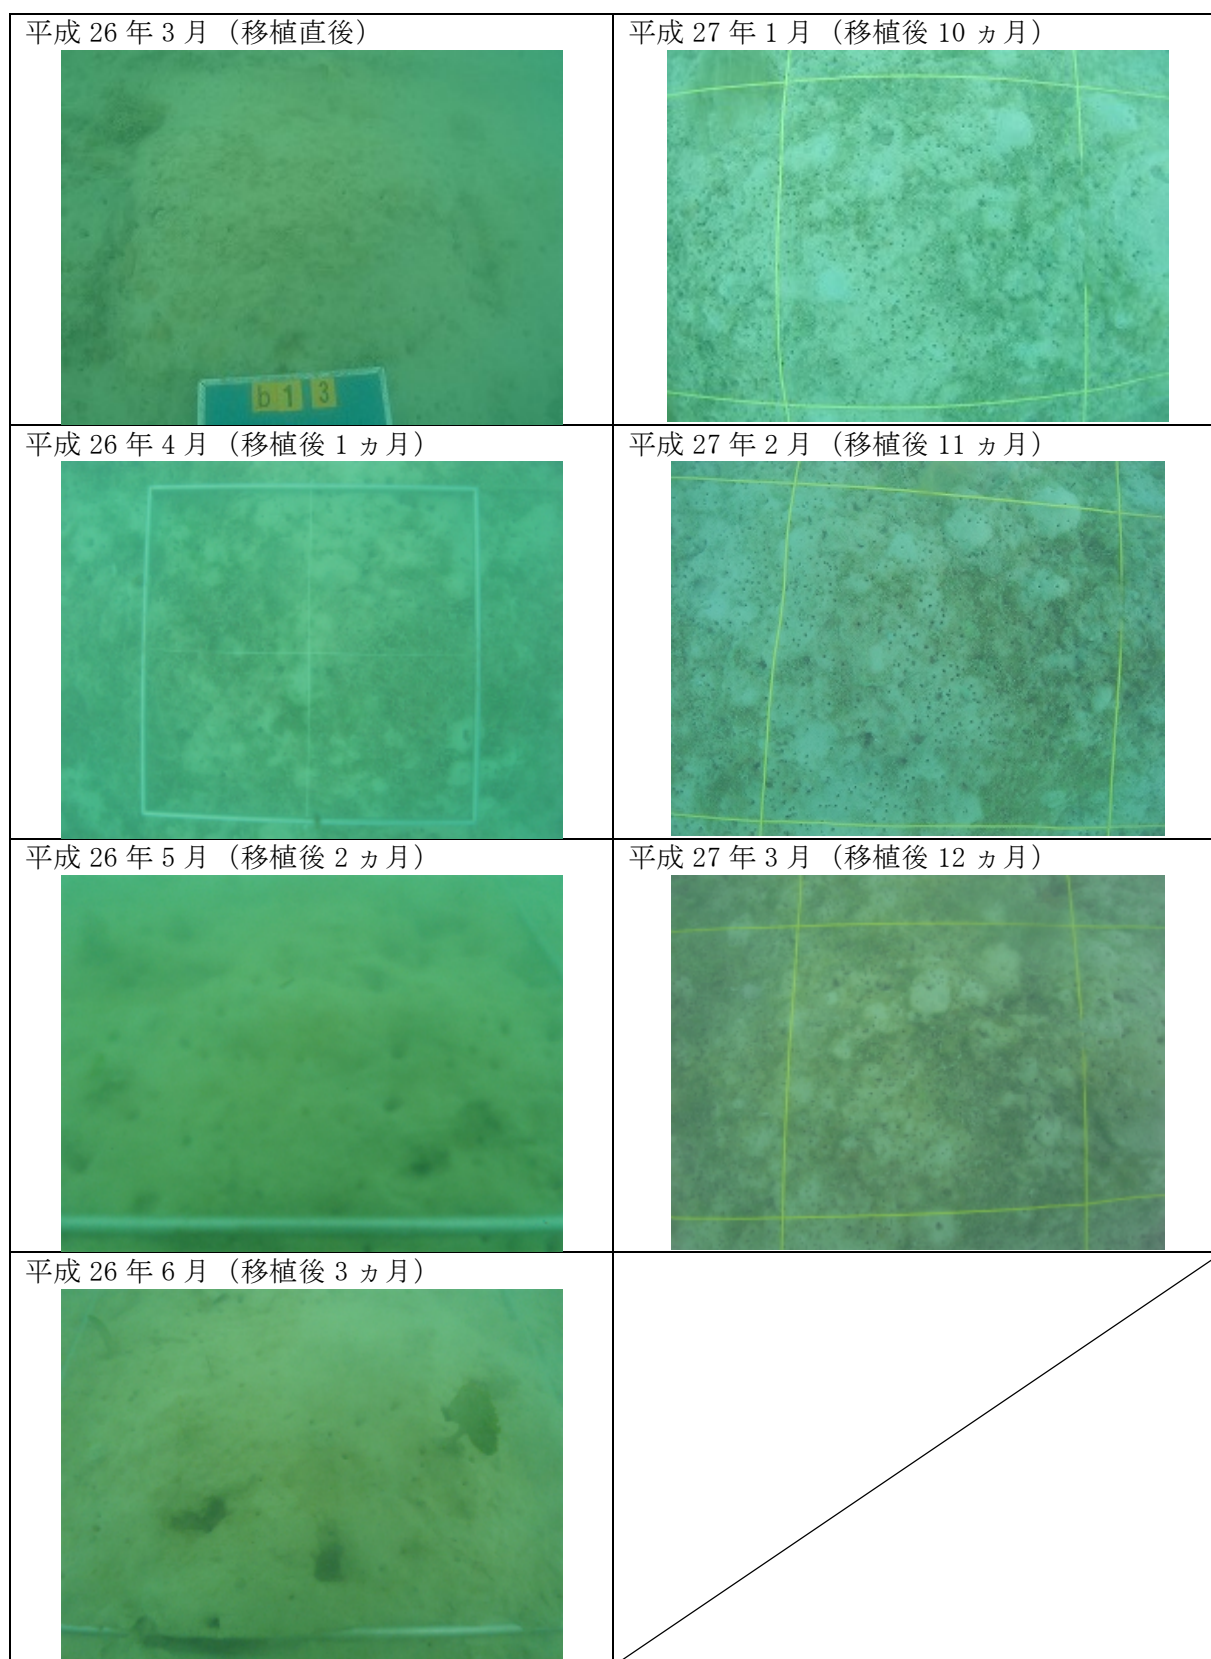 平成 26 年 3 月（移植直後）
b 1 3
平成 26 年 4 月（移植後 1 ヵ月）
平成 26 年 5 月（移植後 2 ヵ月）
平成 26 年 6 月（移植後 3 ヵ月）
平成 27 年 1 月（移植後 10 ヵ月）
平成 27 年 2 月（移植後 11 ヵ月）
平成 27 年 3 月（移植後 12 ヵ月）